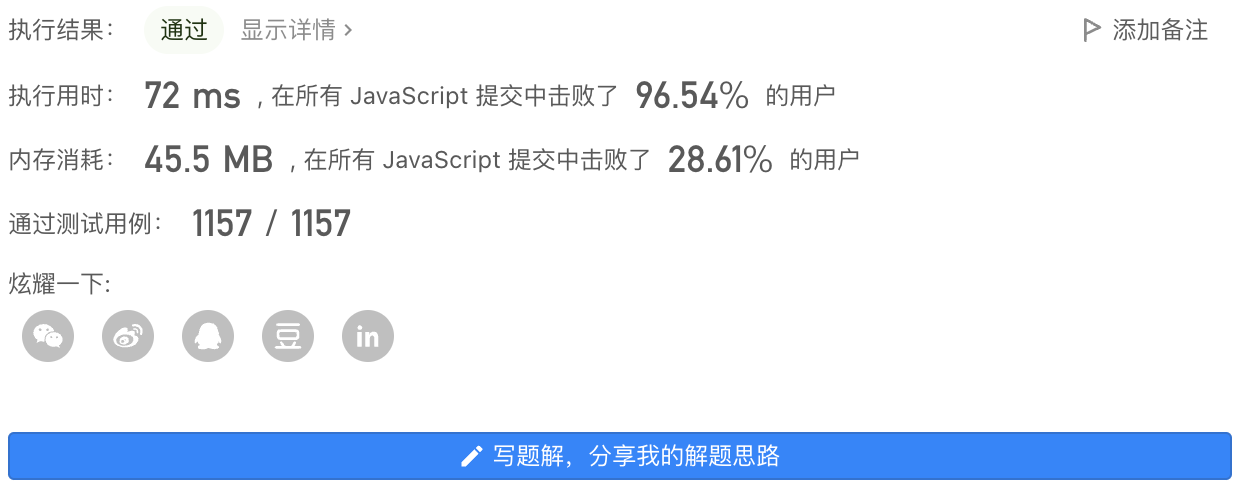 执行结果： 通过 显示详情 › 添加备注
执行用时： 72 ms ，在所有 JavaScript 提交中击败了 96.54% 的用户
内存消耗： 45.5 MB ，在所有 JavaScript 提交中击败了 28.61% 的用户
通过测试用例： 1157 / 1157
炫耀一下:
豆 in
写题解，分享我的解题思路